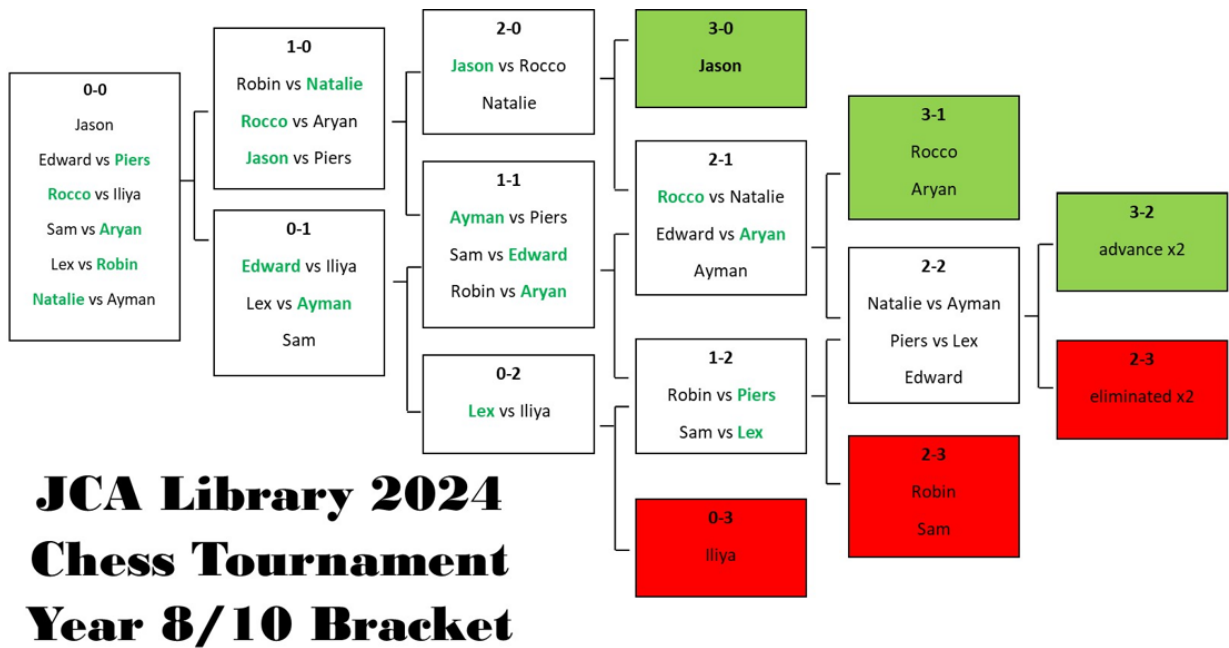 0-0
Jason
Edward vs Piers
Rocco vs Iliya
Sam vs Aryan
Lex vs Robin
Natalie vs Ayman
1-0
Robin vs Natalie
Rocco vs Aryan
Jason vs Piers
0-1
Edward vs Iliya
Lex vs Ayman
Sam
2-0
Jason vs Rocco
Natalie
1-1
Ayman vs Piers
Sam vs Edward
Robin vs Aryan
0-2
Lex vs Iliya
3-0
Jason
2-1
Rocco vs Natalie
Edward vs Aryan
Ayman
1-2
Robin vs Piers
Sam vs Lex
0-3
Iliya
3-1
Rocco
Aryan
2-2
Natalie vs Ayman
Piers vs Lex
Edward
2-3
Robin
Sam
3-2
advance x2
2-3
eliminated x2
JCA Library 2024
Chess Tournament
Year 8/10 Bracket